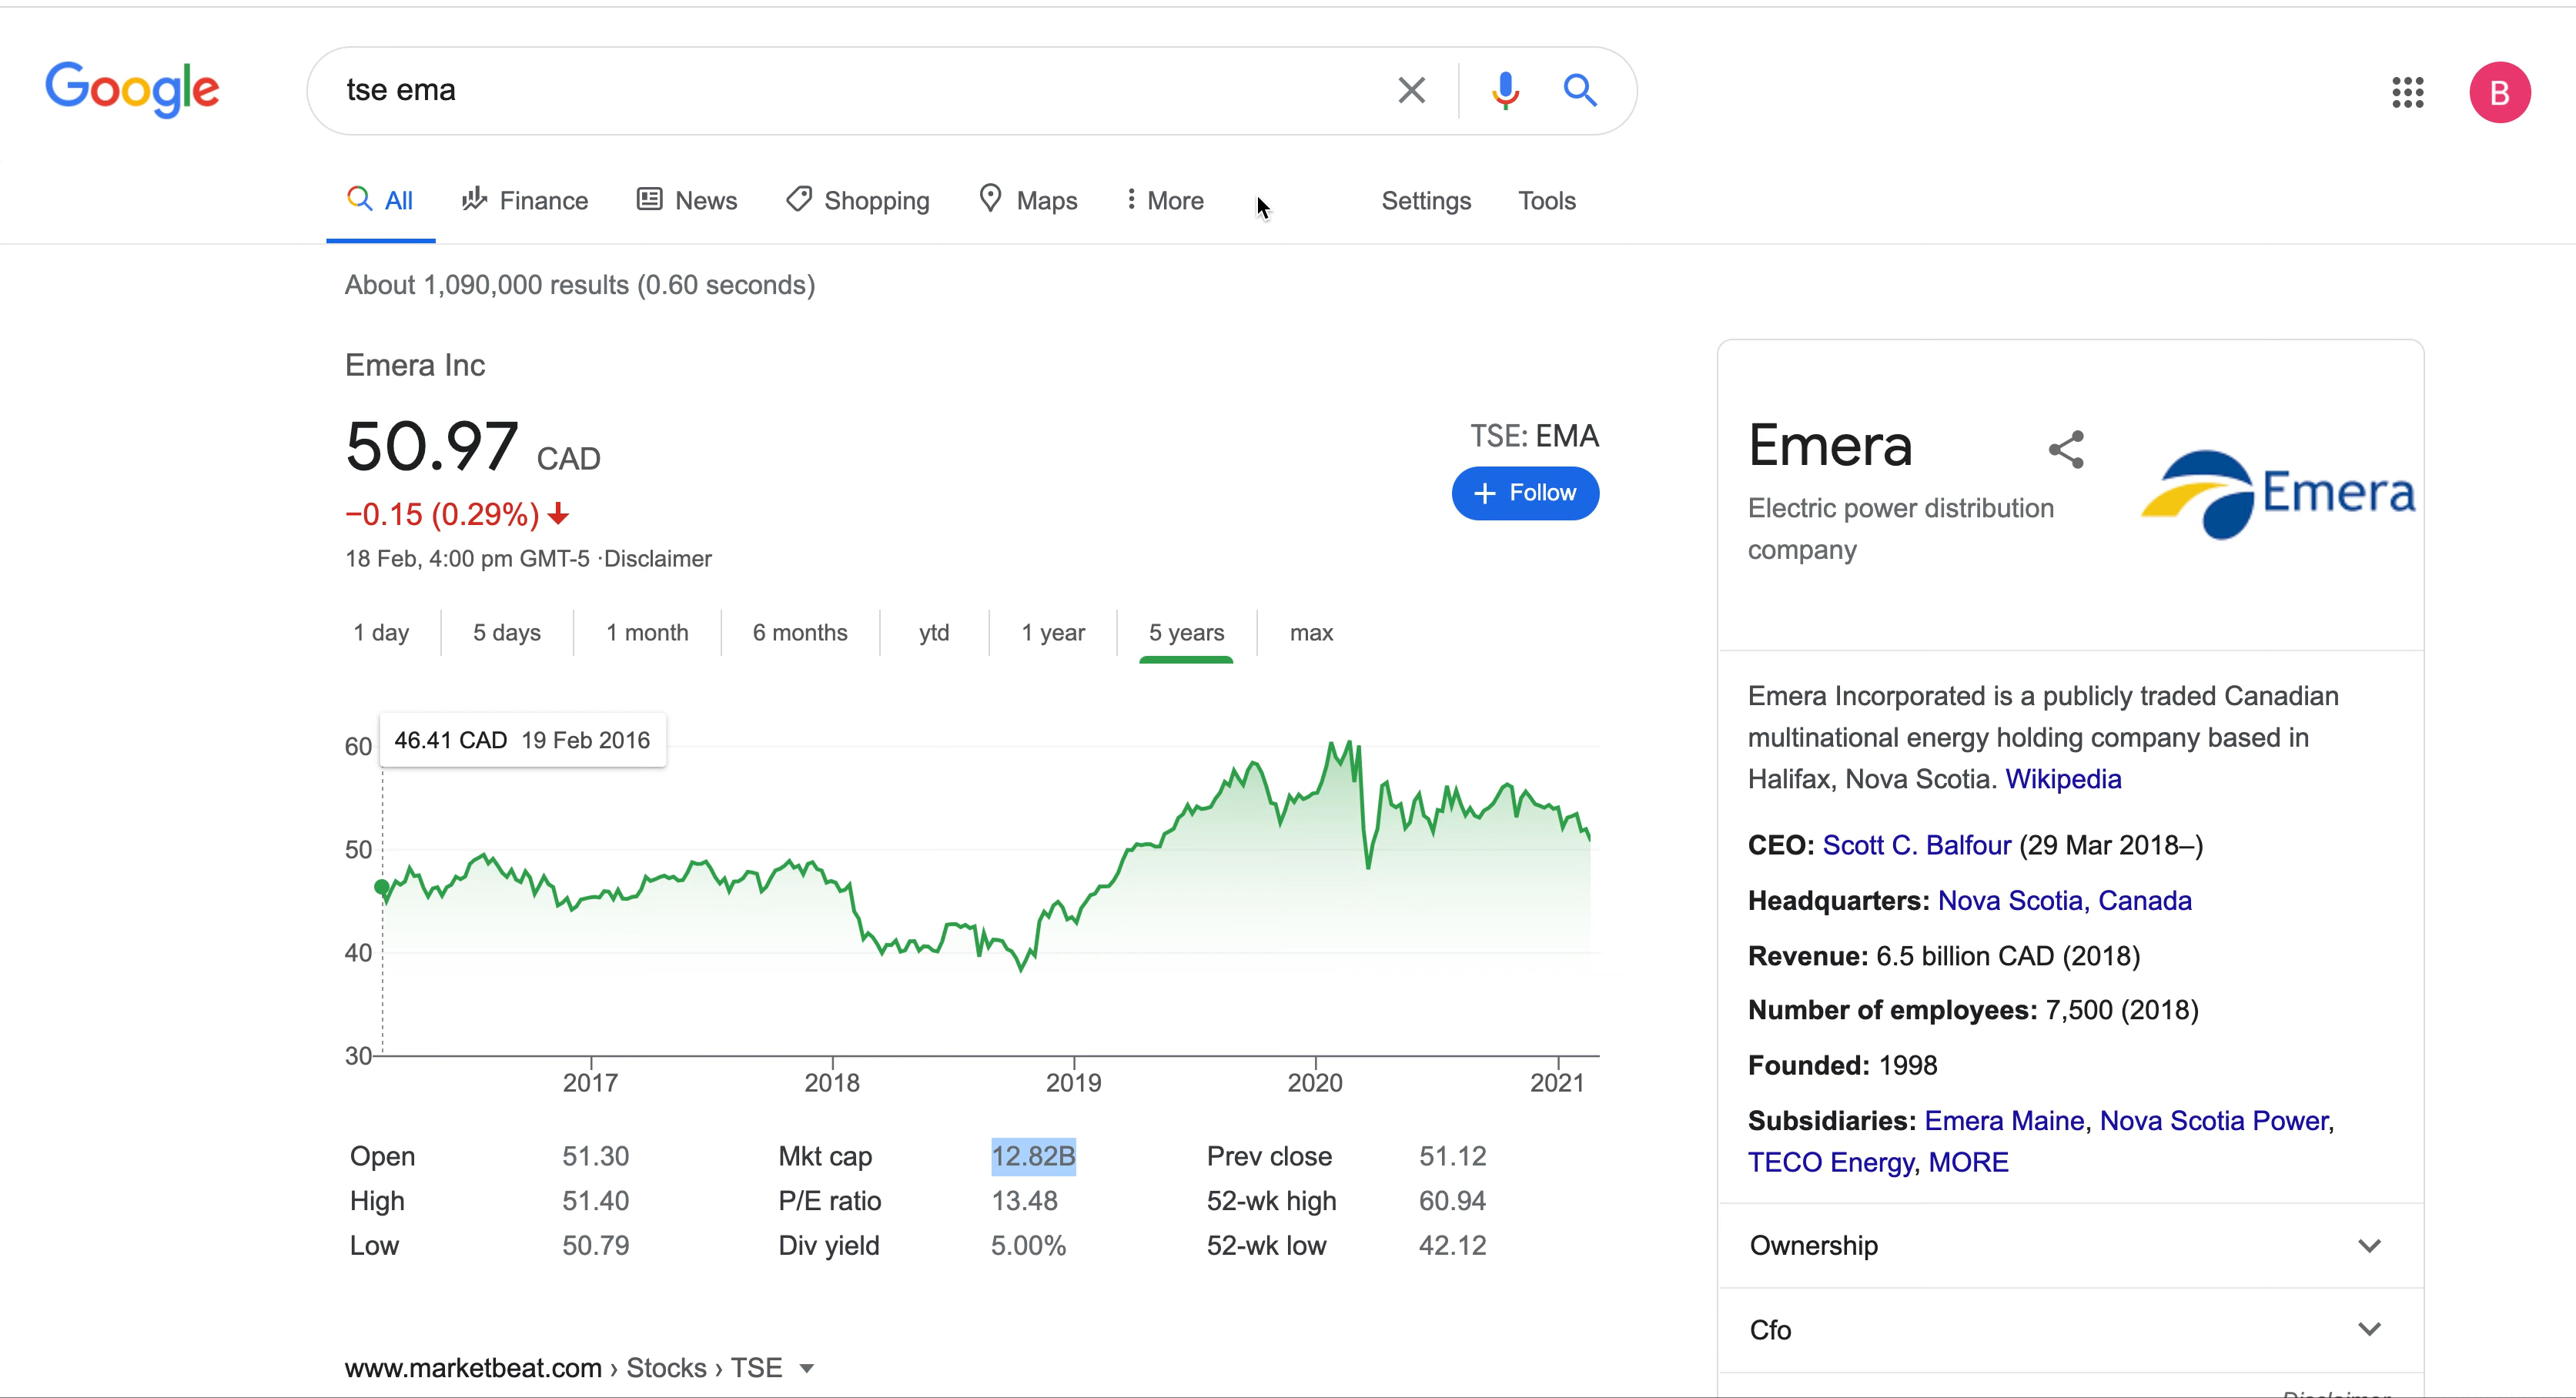 Google
tse ema
B
All Finance News Shopping Maps More Settings Tools
About 1,090,000 results (0.60 seconds)
Emera Inc
50.97 CAD
−0.15 (0.29%)
18 Feb, 4:00 pm GMT-5 ·Disclaimer
TSE: EMA
+ Follow
1 day 5 days 1 month 6 months ytd 1 year 5 years max
46.41 CAD 19 Feb 2016
60
50
40
30
2017 2018 2019 2020 2021
Open 51.30 Mkt cap 12.82B Prev close 51.12
High 51.40 P/E ratio 13.48 52-wk high 60.94
Low 50.79 Div yield 5.00% 52-wk low 42.12
www.marketbeat.com › Stocks › TSE
Emera
Emera
Electric power distribution
company
Emera Incorporated is a publicly traded Canadian
multinational energy holding company based in
Halifax, Nova Scotia. Wikipedia
CEO: Scott C. Balfour (29 Mar 2018–)
Headquarters: Nova Scotia, Canada
Revenue: 6.5 billion CAD (2018)
Number of employees: 7,500 (2018)
Founded: 1998
Subsidiaries: Emera Maine, Nova Scotia Power,
TECO Energy, MORE
Ownership
Cfo